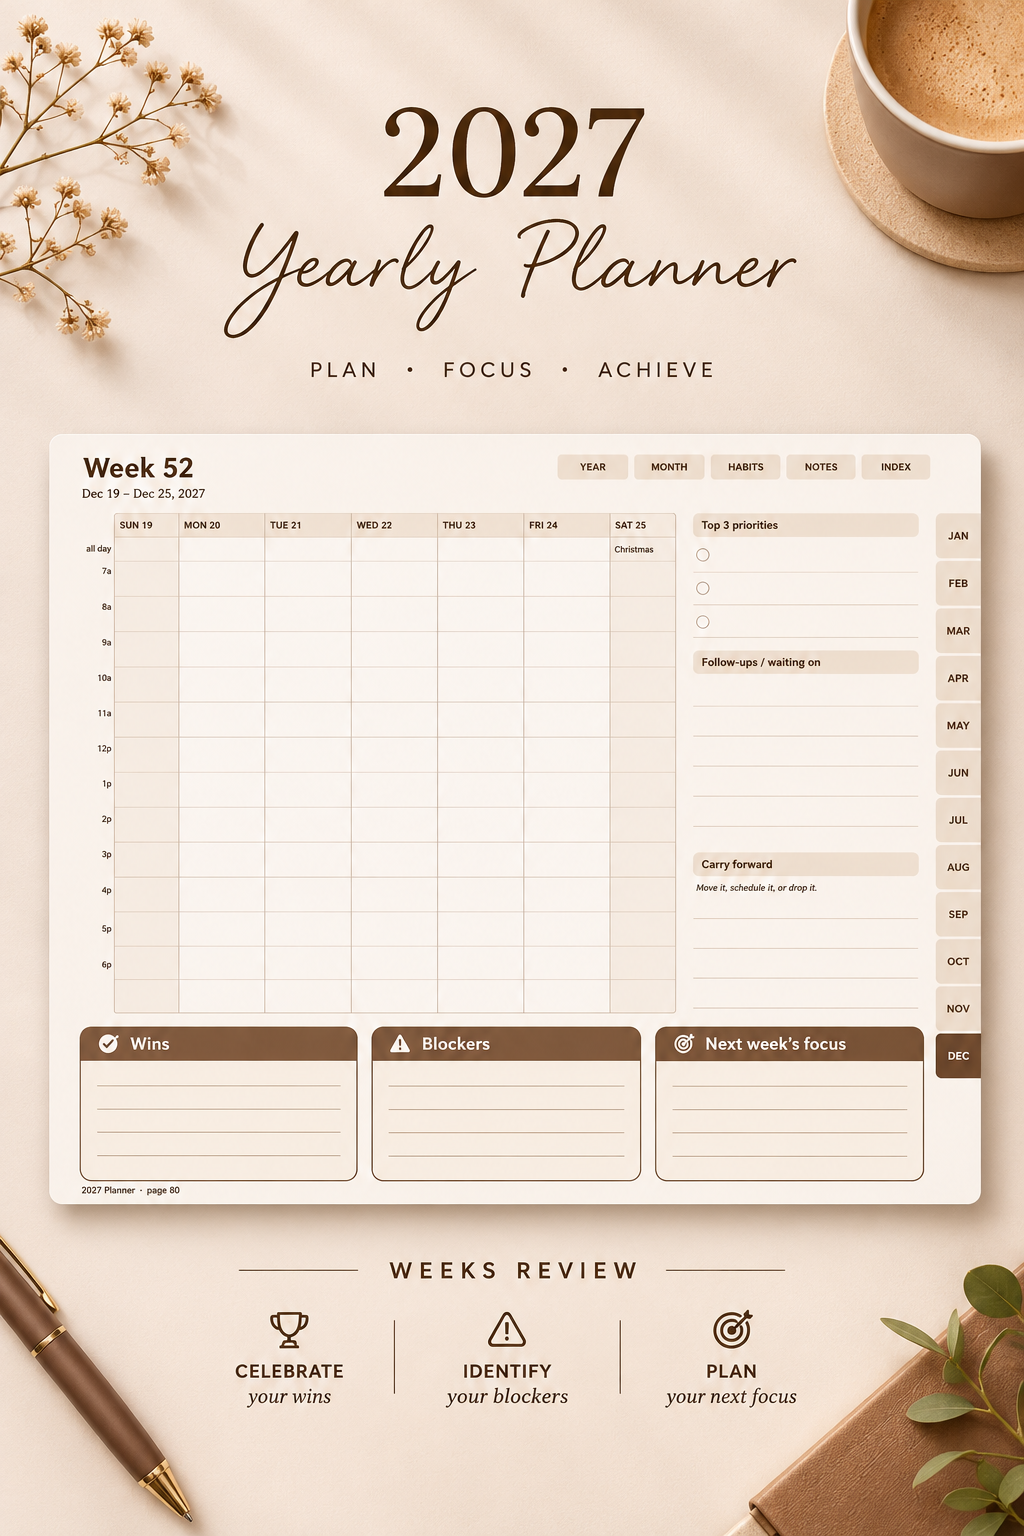 2027
Yearly Planner
PLAN • FOCUS • ACHIEVE
Week 52
Dec 19 – Dec 25, 2027
YEAR MONTH HABITS NOTES INDEX
SUN 19 MON 20 TUE 21 WED 22 THU 23 FRI 24 SAT 25
all day Christmas
7a
8a
9a
10a
11a
12p
1p
2p
3p
4p
5p
6p
Top 3 priorities
Follow-ups / waiting on
Carry forward
Move it, schedule it, or drop it.
JAN
FEB
MAR
APR
MAY
JUN
JUL
AUG
SEP
OCT
NOV
DEC
Wins
Blockers
Next week's focus
2027 Planner · page 80
WEEKS REVIEW
CELEBRATE
your wins
IDENTIFY
your blockers
PLAN
your next focus